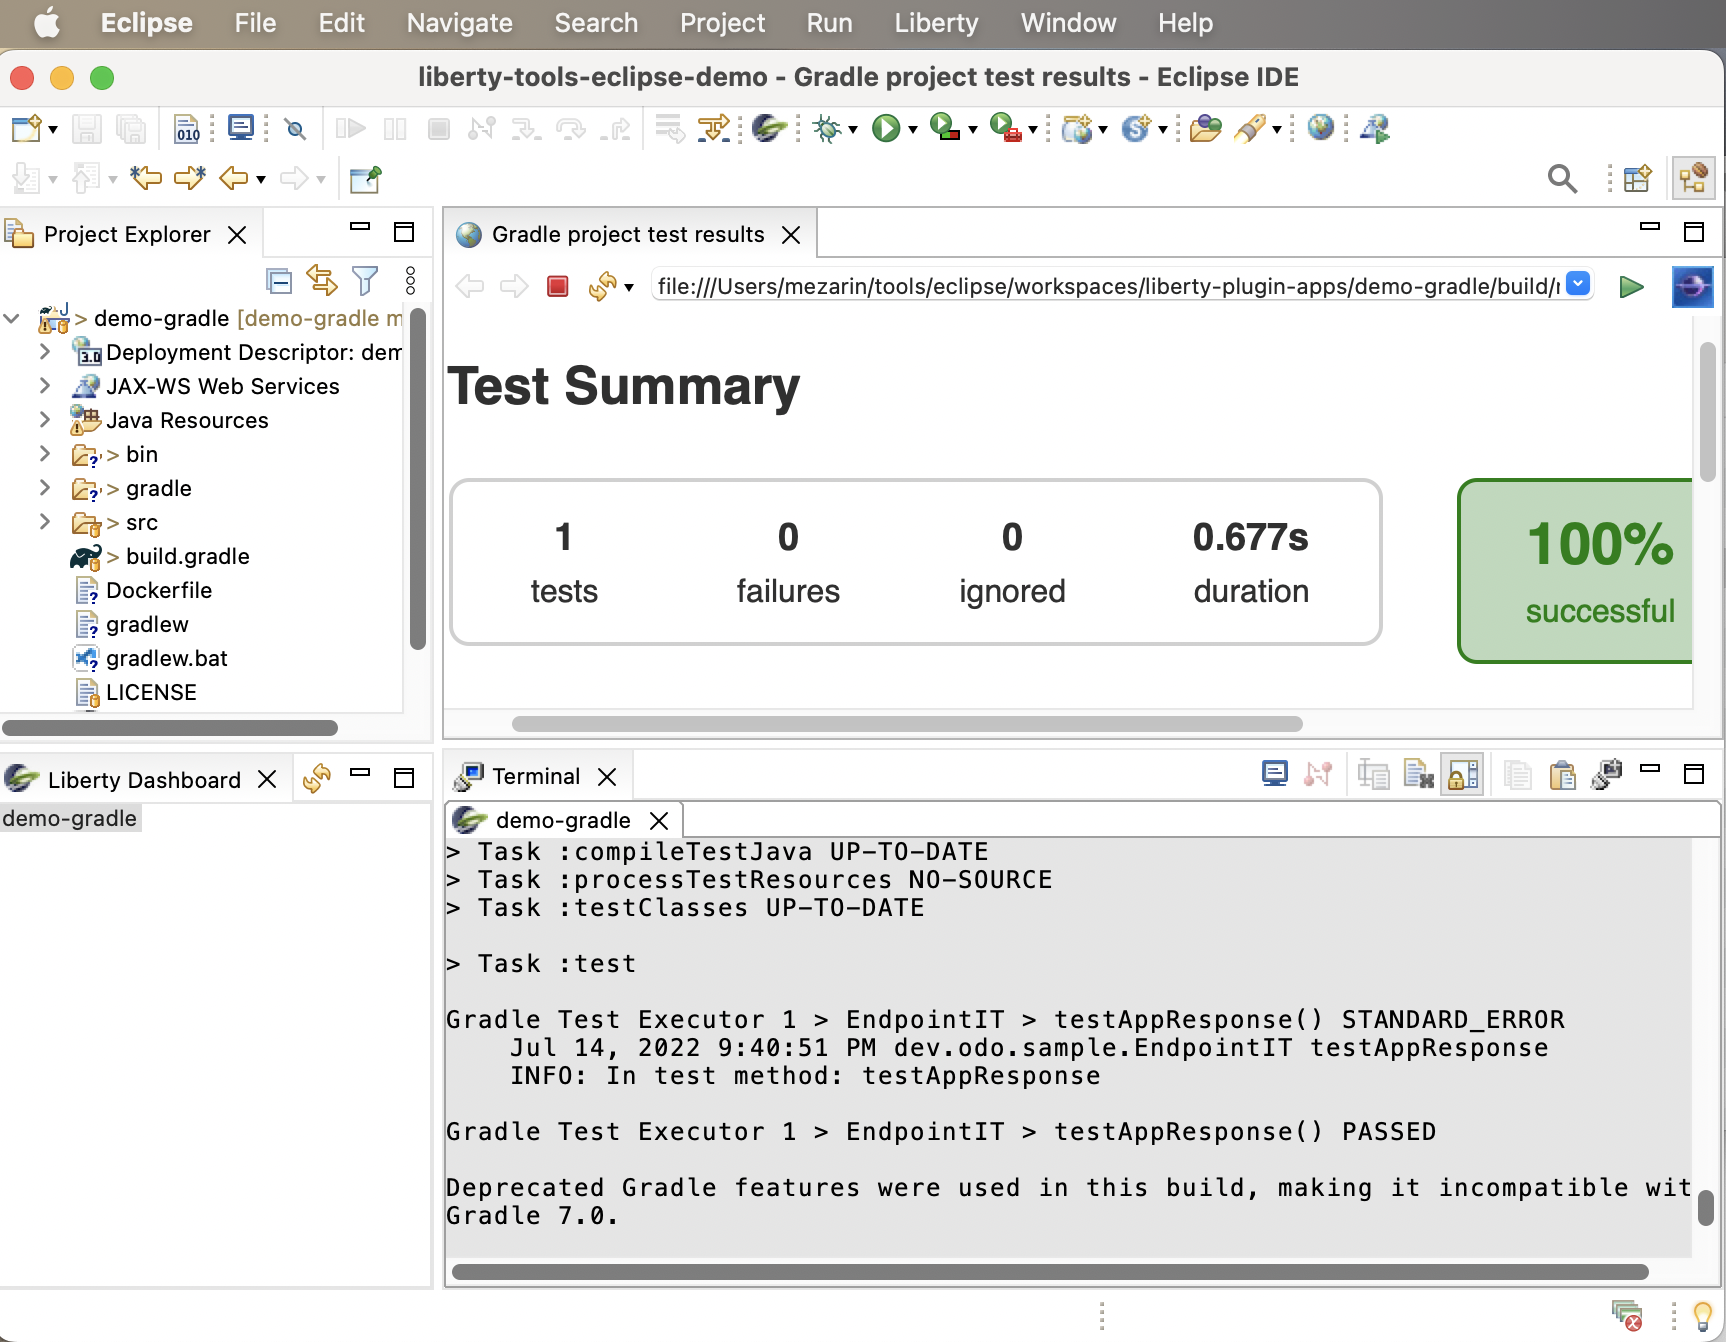 Eclipse File Edit Navigate Search Project Run Liberty Window Help
liberty-tools-eclipse-demo - Gradle project test results - Eclipse IDE
010
Project Explorer
> demo-gradle [demo-gradle m
3.0 Deployment Descriptor: dem
JAX-WS Web Services
Java Resources
> bin
> gradle
> src
> build.gradle
Dockerfile
gradlew
gradlew.bat
LICENSE
Gradle project test results
file:///Users/mezarin/tools/eclipse/workspaces/liberty-plugin-apps/demo-gradle/build/r
Test Summary
1 0 0 0.677s
tests failures ignored duration
100%
successful
Liberty Dashboard
demo-gradle
Terminal
demo-gradle
> Task :compileTestJava UP-TO-DATE
> Task :processTestResources NO-SOURCE
> Task :testClasses UP-TO-DATE
> Task :test
Gradle Test Executor 1 > EndpointIT > testAppResponse() STANDARD_ERROR
Jul 14, 2022 9:40:51 PM dev.odo.sample.EndpointIT testAppResponse
INFO: In test method: testAppResponse
Gradle Test Executor 1 > EndpointIT > testAppResponse() PASSED
Deprecated Gradle features were used in this build, making it incompatible wit
Gradle 7.0.